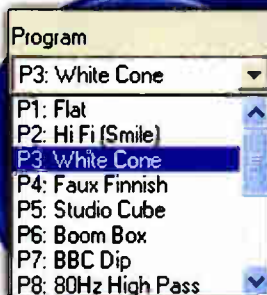 Program
P3: White Cone
P1: Flat
P2: Hi Fi (Smile)
P3: White Cone
P4: Faux Finnish
P5: Studio Cube
P6: Boom Box
P7: BBC Dip
P8: 80Hz High Pass